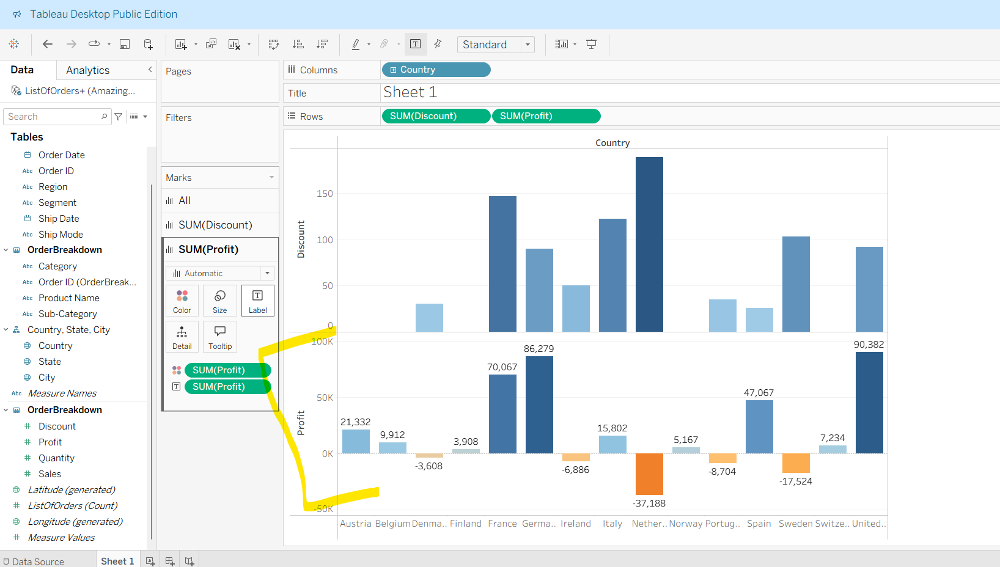 Tableau Desktop Public Edition
Standard
Data
Analytics
ListOfOrders+ (Amazing...
Search
Tables
Order Date
Abc Order ID
Abc Region
Abc Segment
Ship Date
Abc Ship Mode
OrderBreakdown
Abc Category
Abc Order ID (OrderBreak...
Abc Product Name
Abc Sub-Category
Country, State, City
Country
State
City
Abc Measure Names
OrderBreakdown
# Discount
# Profit
# Quantity
# Sales
Latitude (generated)
# ListOfOrders (Count)
Longitude (generated)
# Measure Values
Pages
Filters
Marks
All
SUM(Discount)
SUM(Profit)
Automatic
Color
Size
T
Label
Detail
Tooltip
SUM(Profit)
T SUM(Profit)
Columns
Country
Title
Sheet 1
Rows
SUM(Discount)
SUM(Profit)
Country
Discount
150
100
50
0
Profit
100K
50K
0K
-50K
21,332
9,912
-3,608
3,908
70,067
86,279
-6,886
15,802
-37,188
5,167
-8,704
47,067
-17,524
7,234
90,382
Austria Belgium Denma.. Finland France Germa.. Ireland Italy Nether.. Norway Portug.. Spain Sweden Switze.. United..
Data Source
Sheet 1